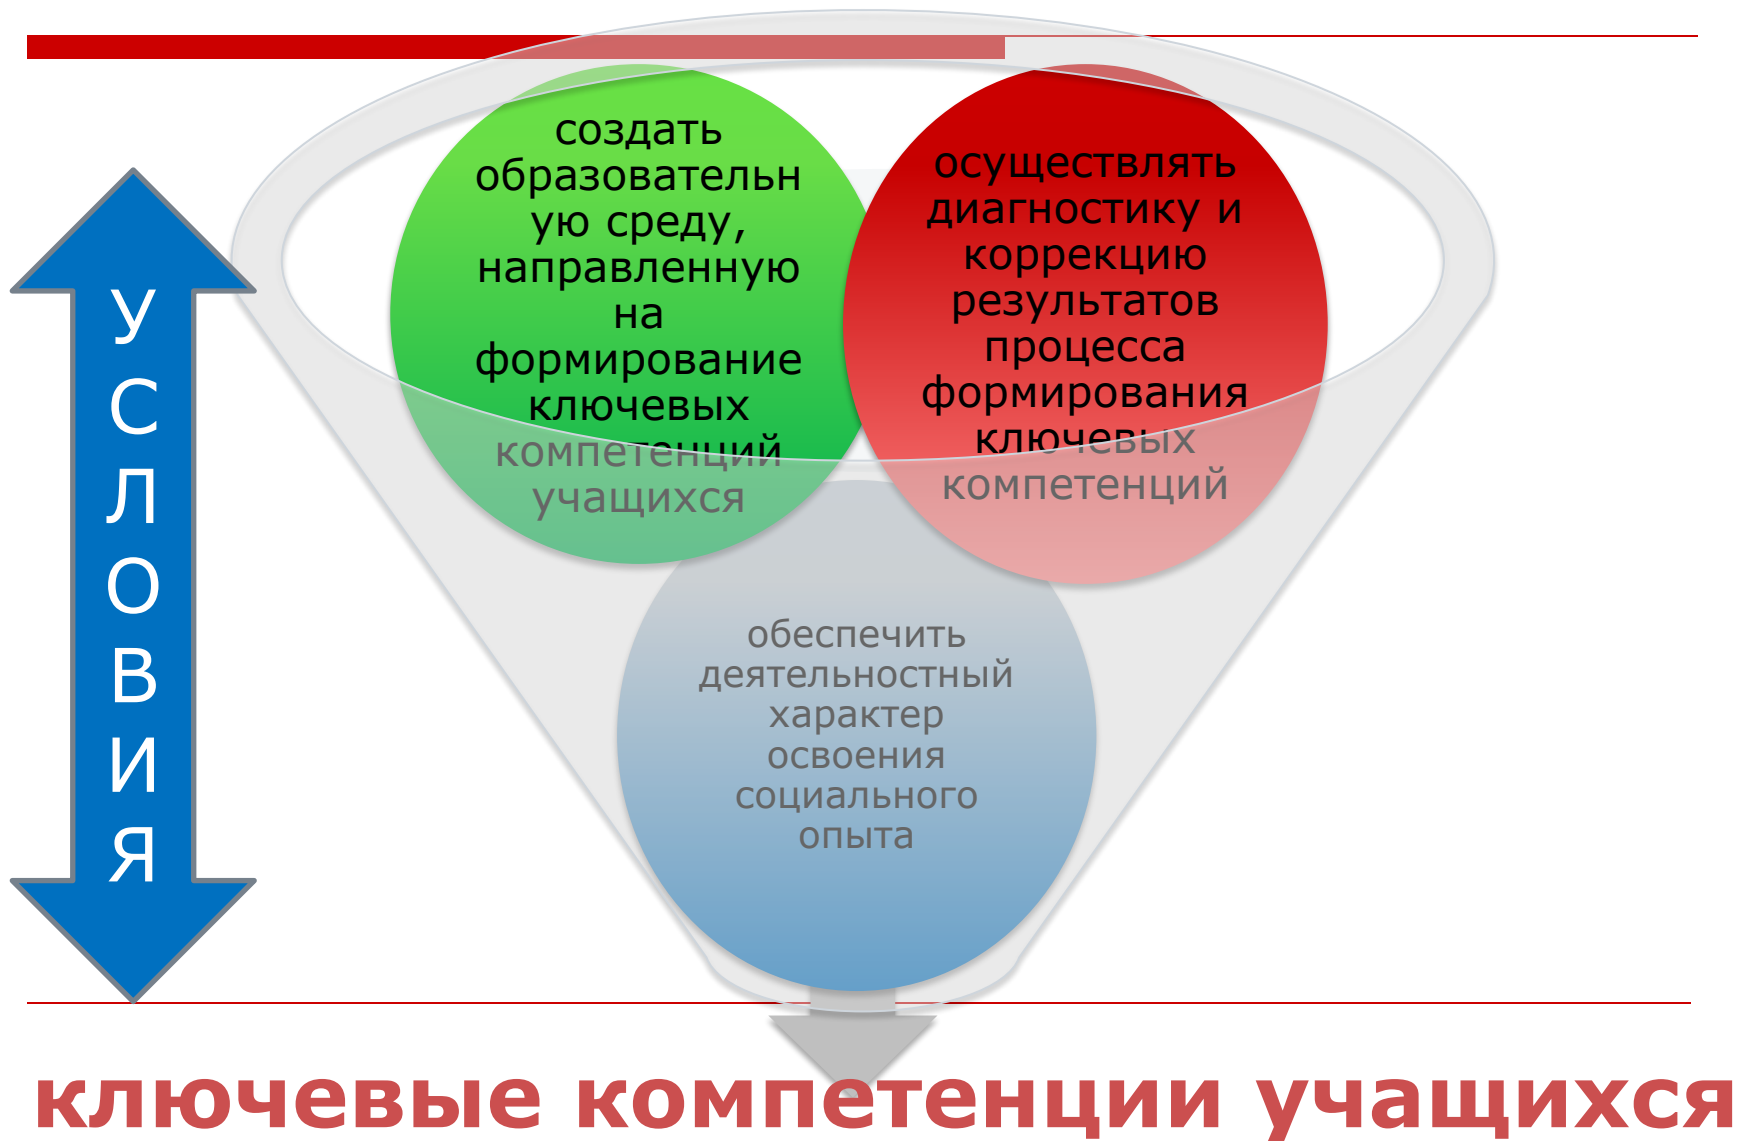 У
С
Л
О
В
И
Я
создать
образовательн
ую среду,
направленную
на
формирование
ключевых
компетенций
учащихся
осуществлять
диагностику и
коррекцию
результатов
процесса
формирования
ключевых
компетенций
обеспечить
деятельностный
характер
освоения
социального
опыта
ключевые компетенции учащихся